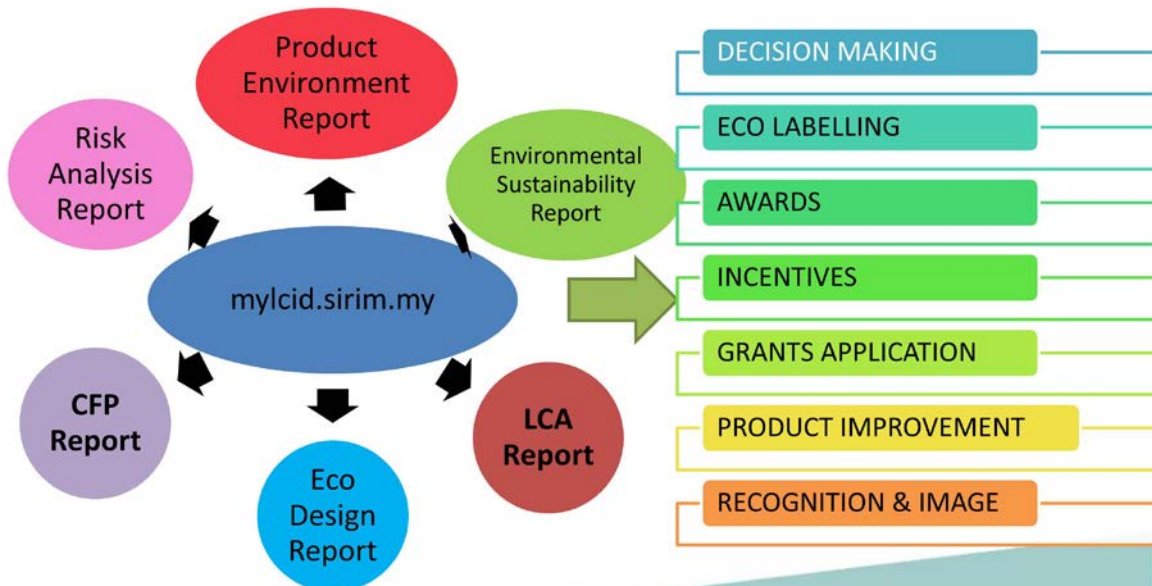 Product
Environment
Report
Risk
Analysis
Report
Environmental
Sustainability
Report
mylcid.sirim.my
CFP
Report
Eco
Design
Report
LCA
Report
DECISION MAKING
ECO LABELLING
AWARDS
INCENTIVES
GRANTS APPLICATION
PRODUCT IMPROVEMENT
RECOGNITION & IMAGE